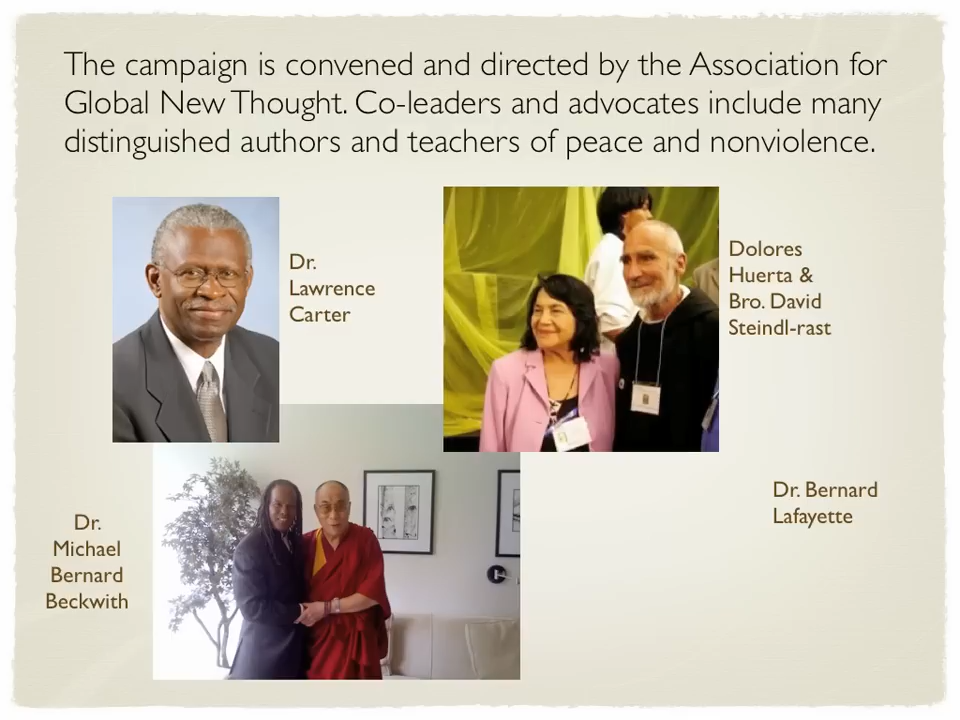 The campaign is convened and directed by the Association for
Global New Thought. Co-leaders and advocates include many
distinguished authors and teachers of peace and nonviolence.
Dr.
Lawrence
Carter
Dolores
Huerta &
Bro. David
Steindl-rast
Dr. Bernard
Lafayette
Dr.
Michael
Bernard
Beckwith